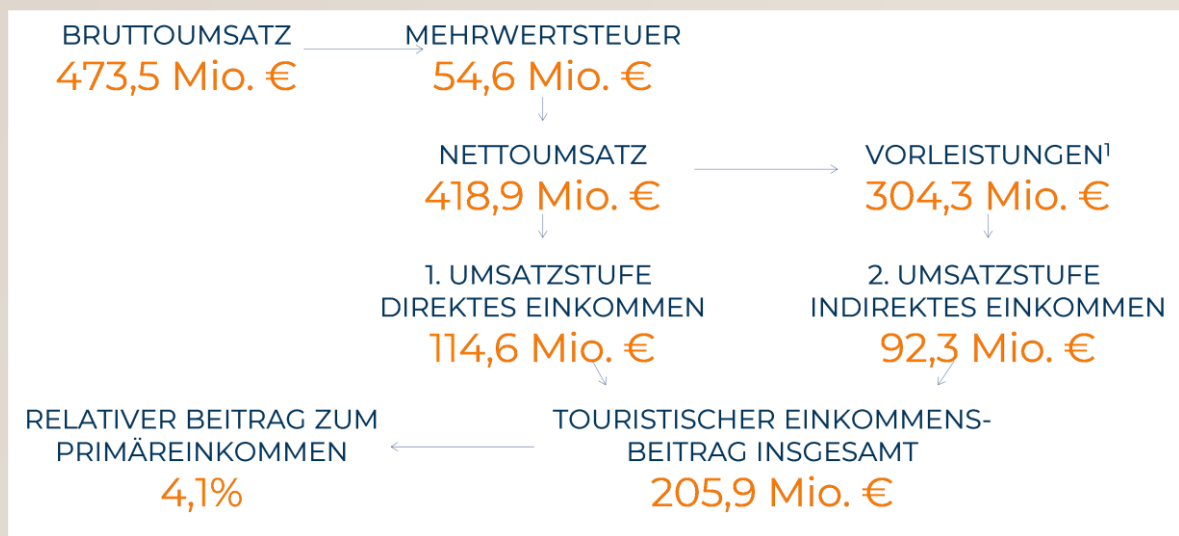 BRUTTOUMSATZ
473,5 Mio. €
MEHRWERTSTEUER
54,6 Mio. €
NETTOUMSATZ
418,9 Mio. €
VORLEISTUNGEN¹
304,3 Mio. €
1. UMSATZSTUFE
DIREKTES EINKOMMEN
114,6 Mio. €
2. UMSATZSTUFE
INDIREKTES EINKOMMEN
92,3 Mio. €
RELATIVER BEITRAG ZUM
PRIMÄREINKOMMEN
4,1%
TOURISTISCHER EINKOMMENS-
BEITRAG INSGESAMT
205,9 Mio. €